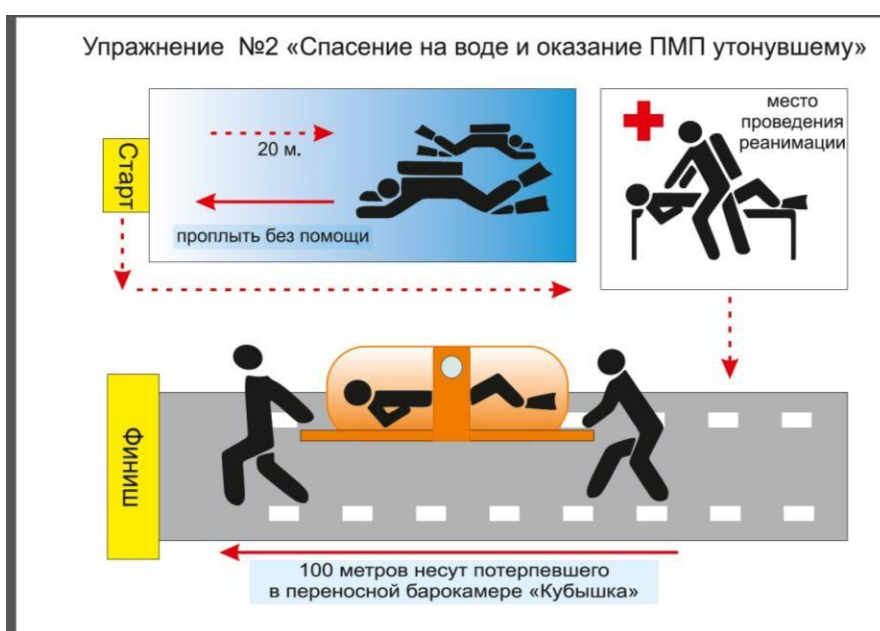 Упражнение №2 «Спасение на воде и оказание ПМП утонувшему»
Старт
20 м.
проплыть без помощи
место
проведения
реанимации
Финиш
100 метров несут потерпевшего
в переносной барокамере «Кубышка»